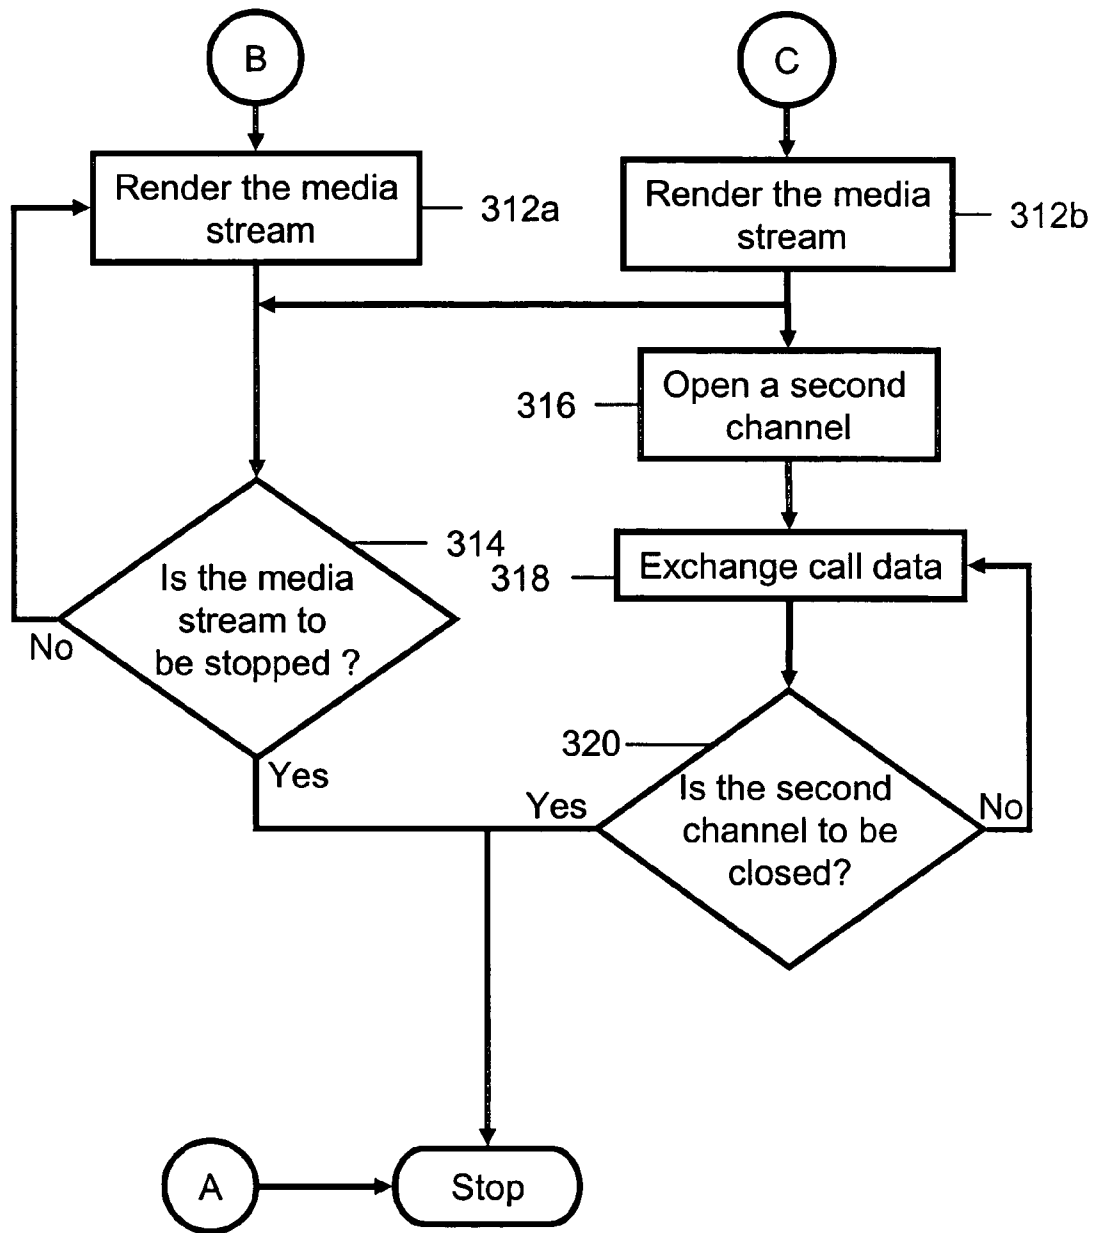 B
C
Render the media
stream
312a
Render the media
stream
312b
316
Open a second
channel
314
Is the media
stream to
be stopped ?
No
Yes
318
Exchange call data
320
Is the second
channel to be
closed?
Yes
No
A
Stop